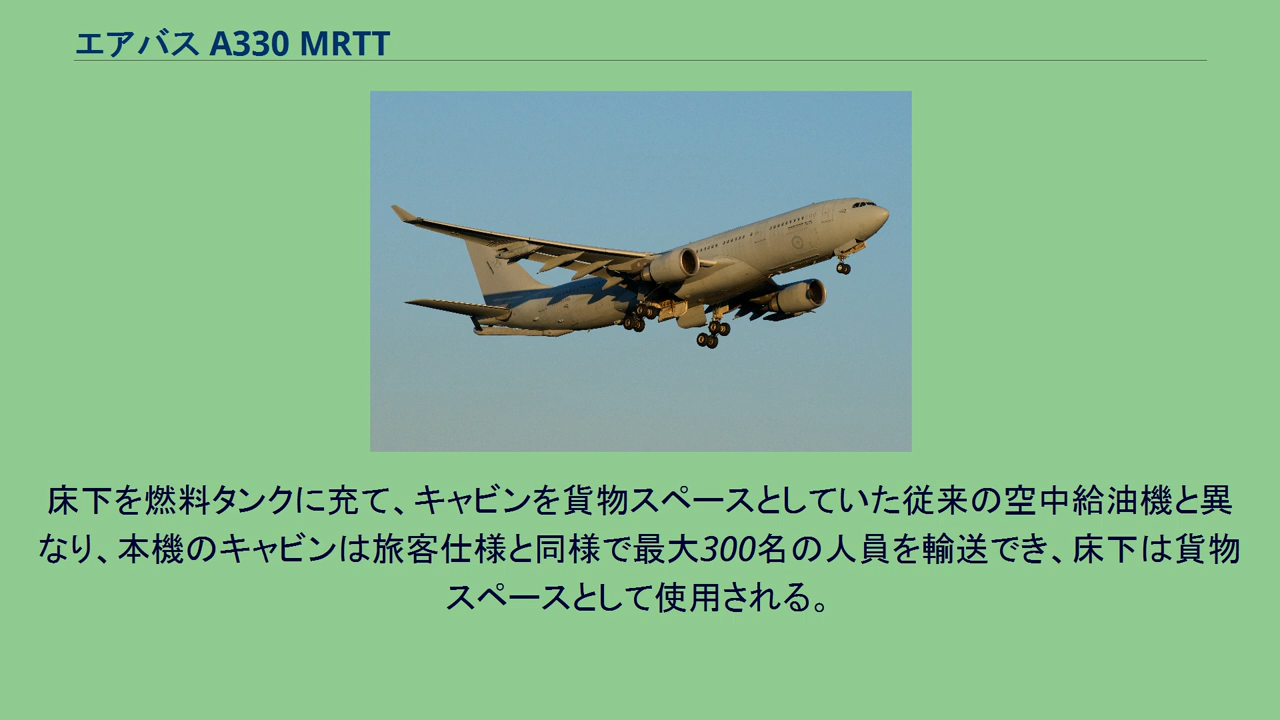 エアバス A330 MRTT
床下を燃料タンクに充て、キャビンを貨物スペースとしていた従来の空中給油機と異
なり、本機のキャビンは旅客仕様と同様で最大300名の人員を輸送でき、床下は貨物
スペースとして使用される。